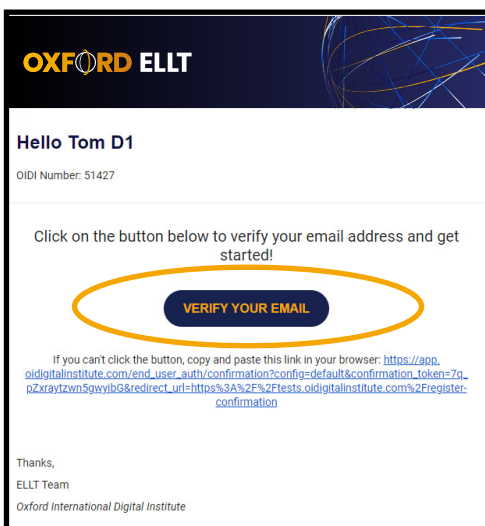 OXFORD ELLT
Hello Tom D1
OIDI Number: 51427
Click on the button below to verify your email address and get
started!
VERIFY YOUR EMAIL
If you can't click the button, copy and paste this link in your browser: https://app.
oidigitalinstitute.com/end_user_auth/confirmation?config=default&confirmation_token=7q_
pZxraytzwn5gwyibG&redirect_url=https%3A%2F%2Ftests.oidigitalinstitute.com%2Fregister-
confirmation
Thanks,
ELLT Team
Oxford International Digital Institute